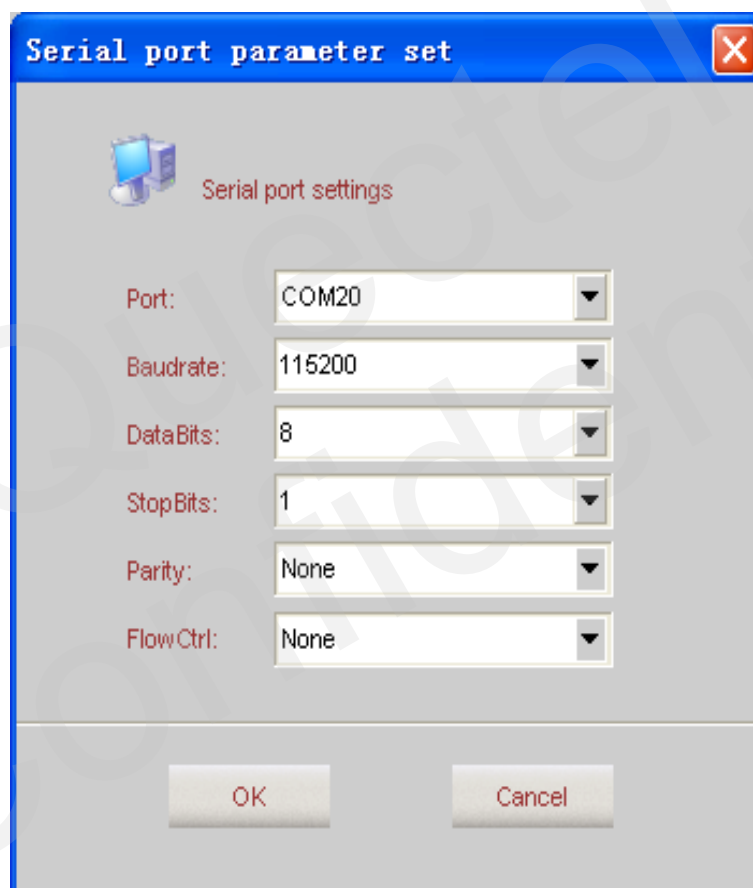 Serial port parameter set
Serial port settings
Port: COM20
Baudrate: 115200
DataBits: 8
StopBits: 1
Parity: None
FlowCtrl: None
OK Cancel
Quectel
Confident